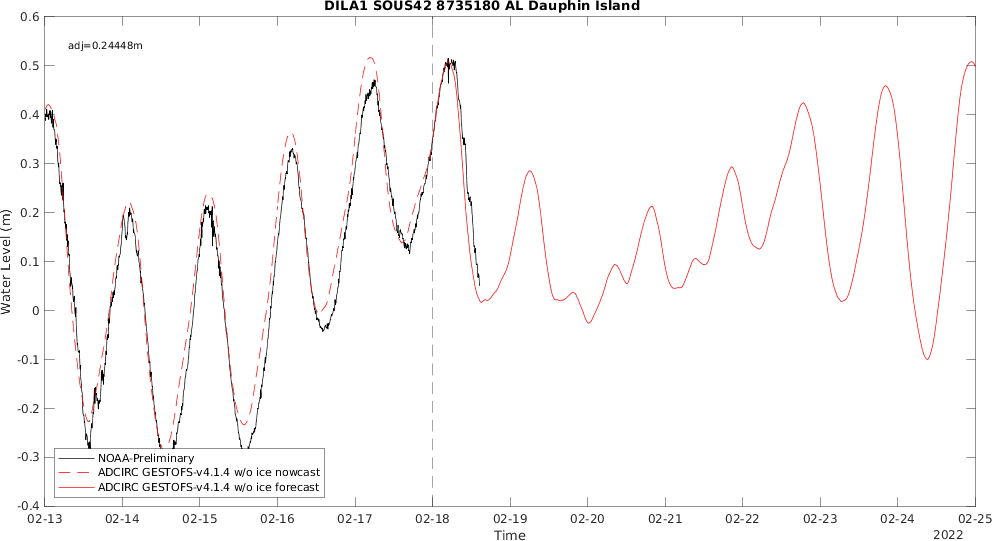 DILA1 SOUS42 8735180 AL Dauphin Island
adj=0.24448m
Water Level (m)
0.6
0.5
0.4
0.3
0.2
0.1
0
-0.1
-0.2
-0.3
-0.4
NOAA-Preliminary
ADCIRC GESTOFS-v4.1.4 w/o ice nowcast
ADCIRC GESTOFS-v4.1.4 w/o ice forecast
02-13 02-14 02-15 02-16 02-17 02-18 02-19 02-20 02-21 02-22 02-23 02-24 02-25
Time
2022